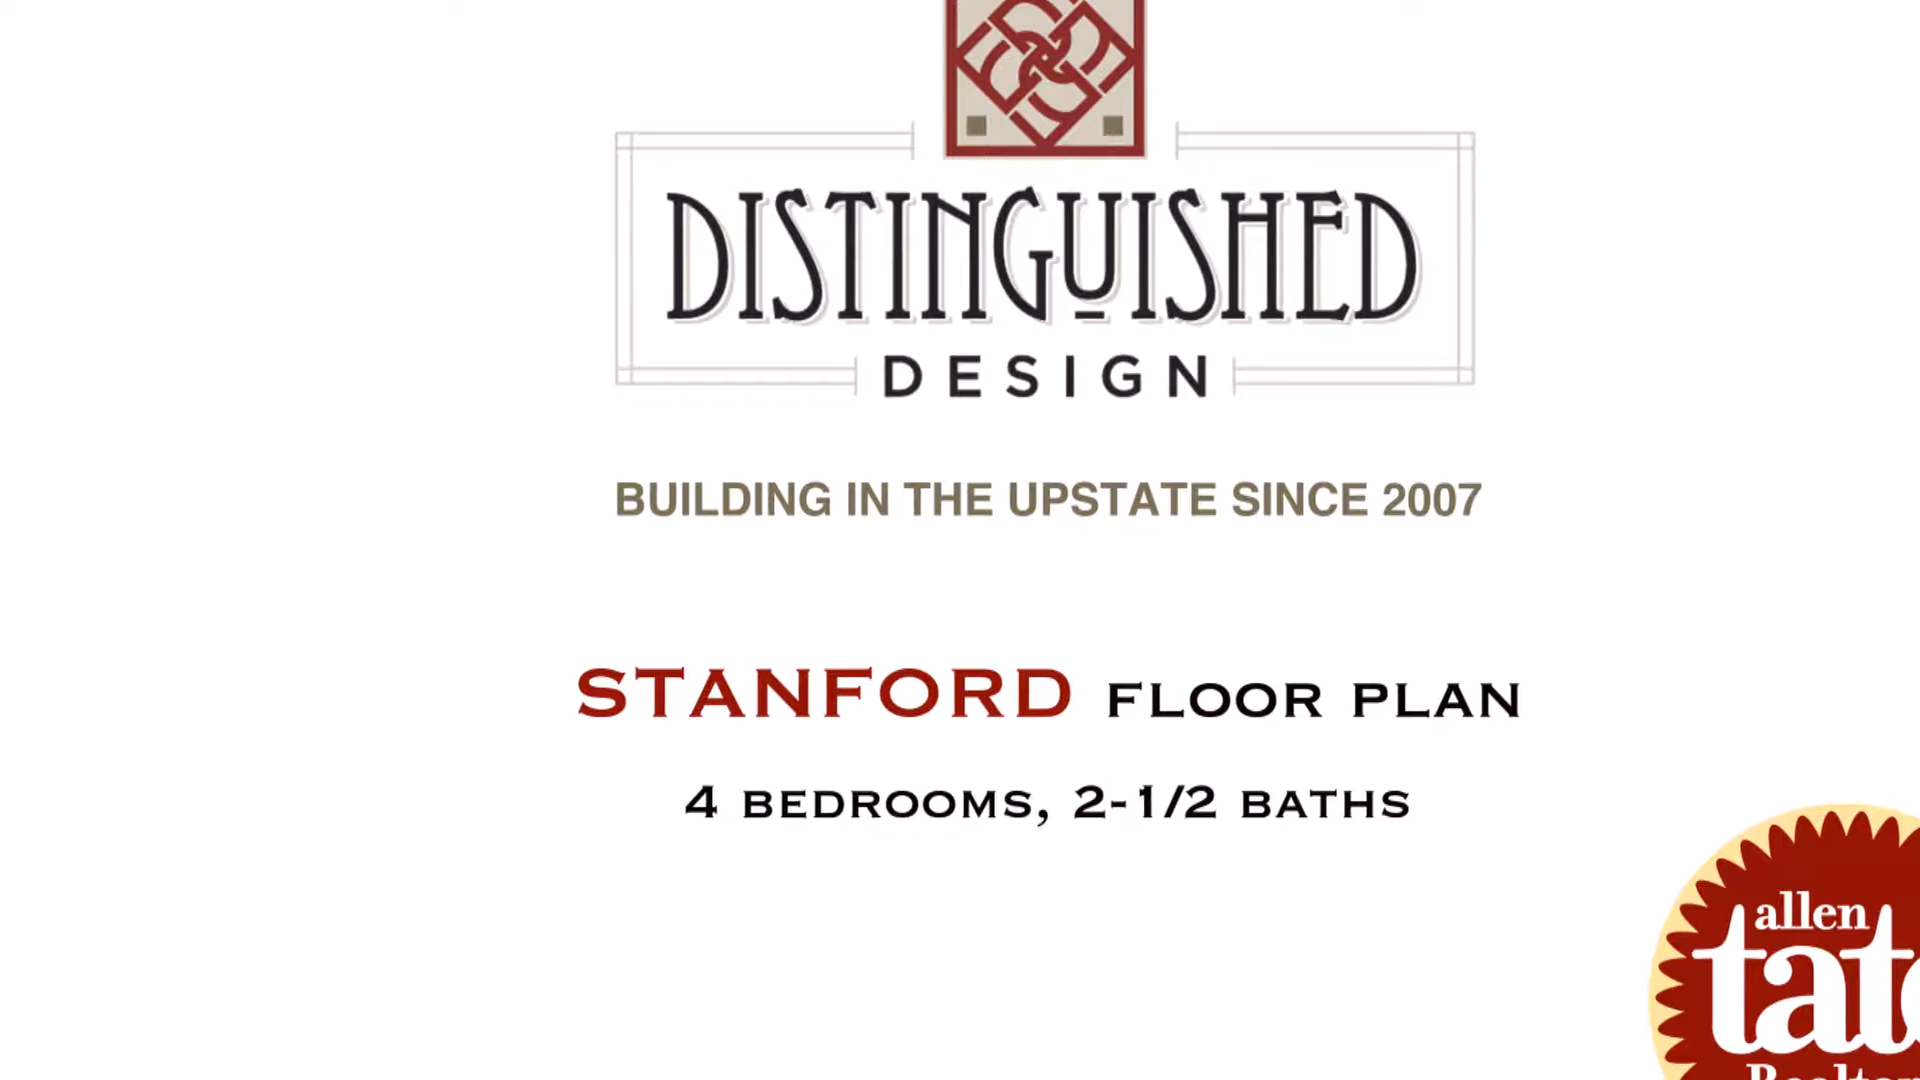 DISTINGUISHED
DESIGN
BUILDING IN THE UPSTATE SINCE 2007
STANFORD FLOOR PLAN
4 BEDROOMS, 2-1/2 BATHS
allen